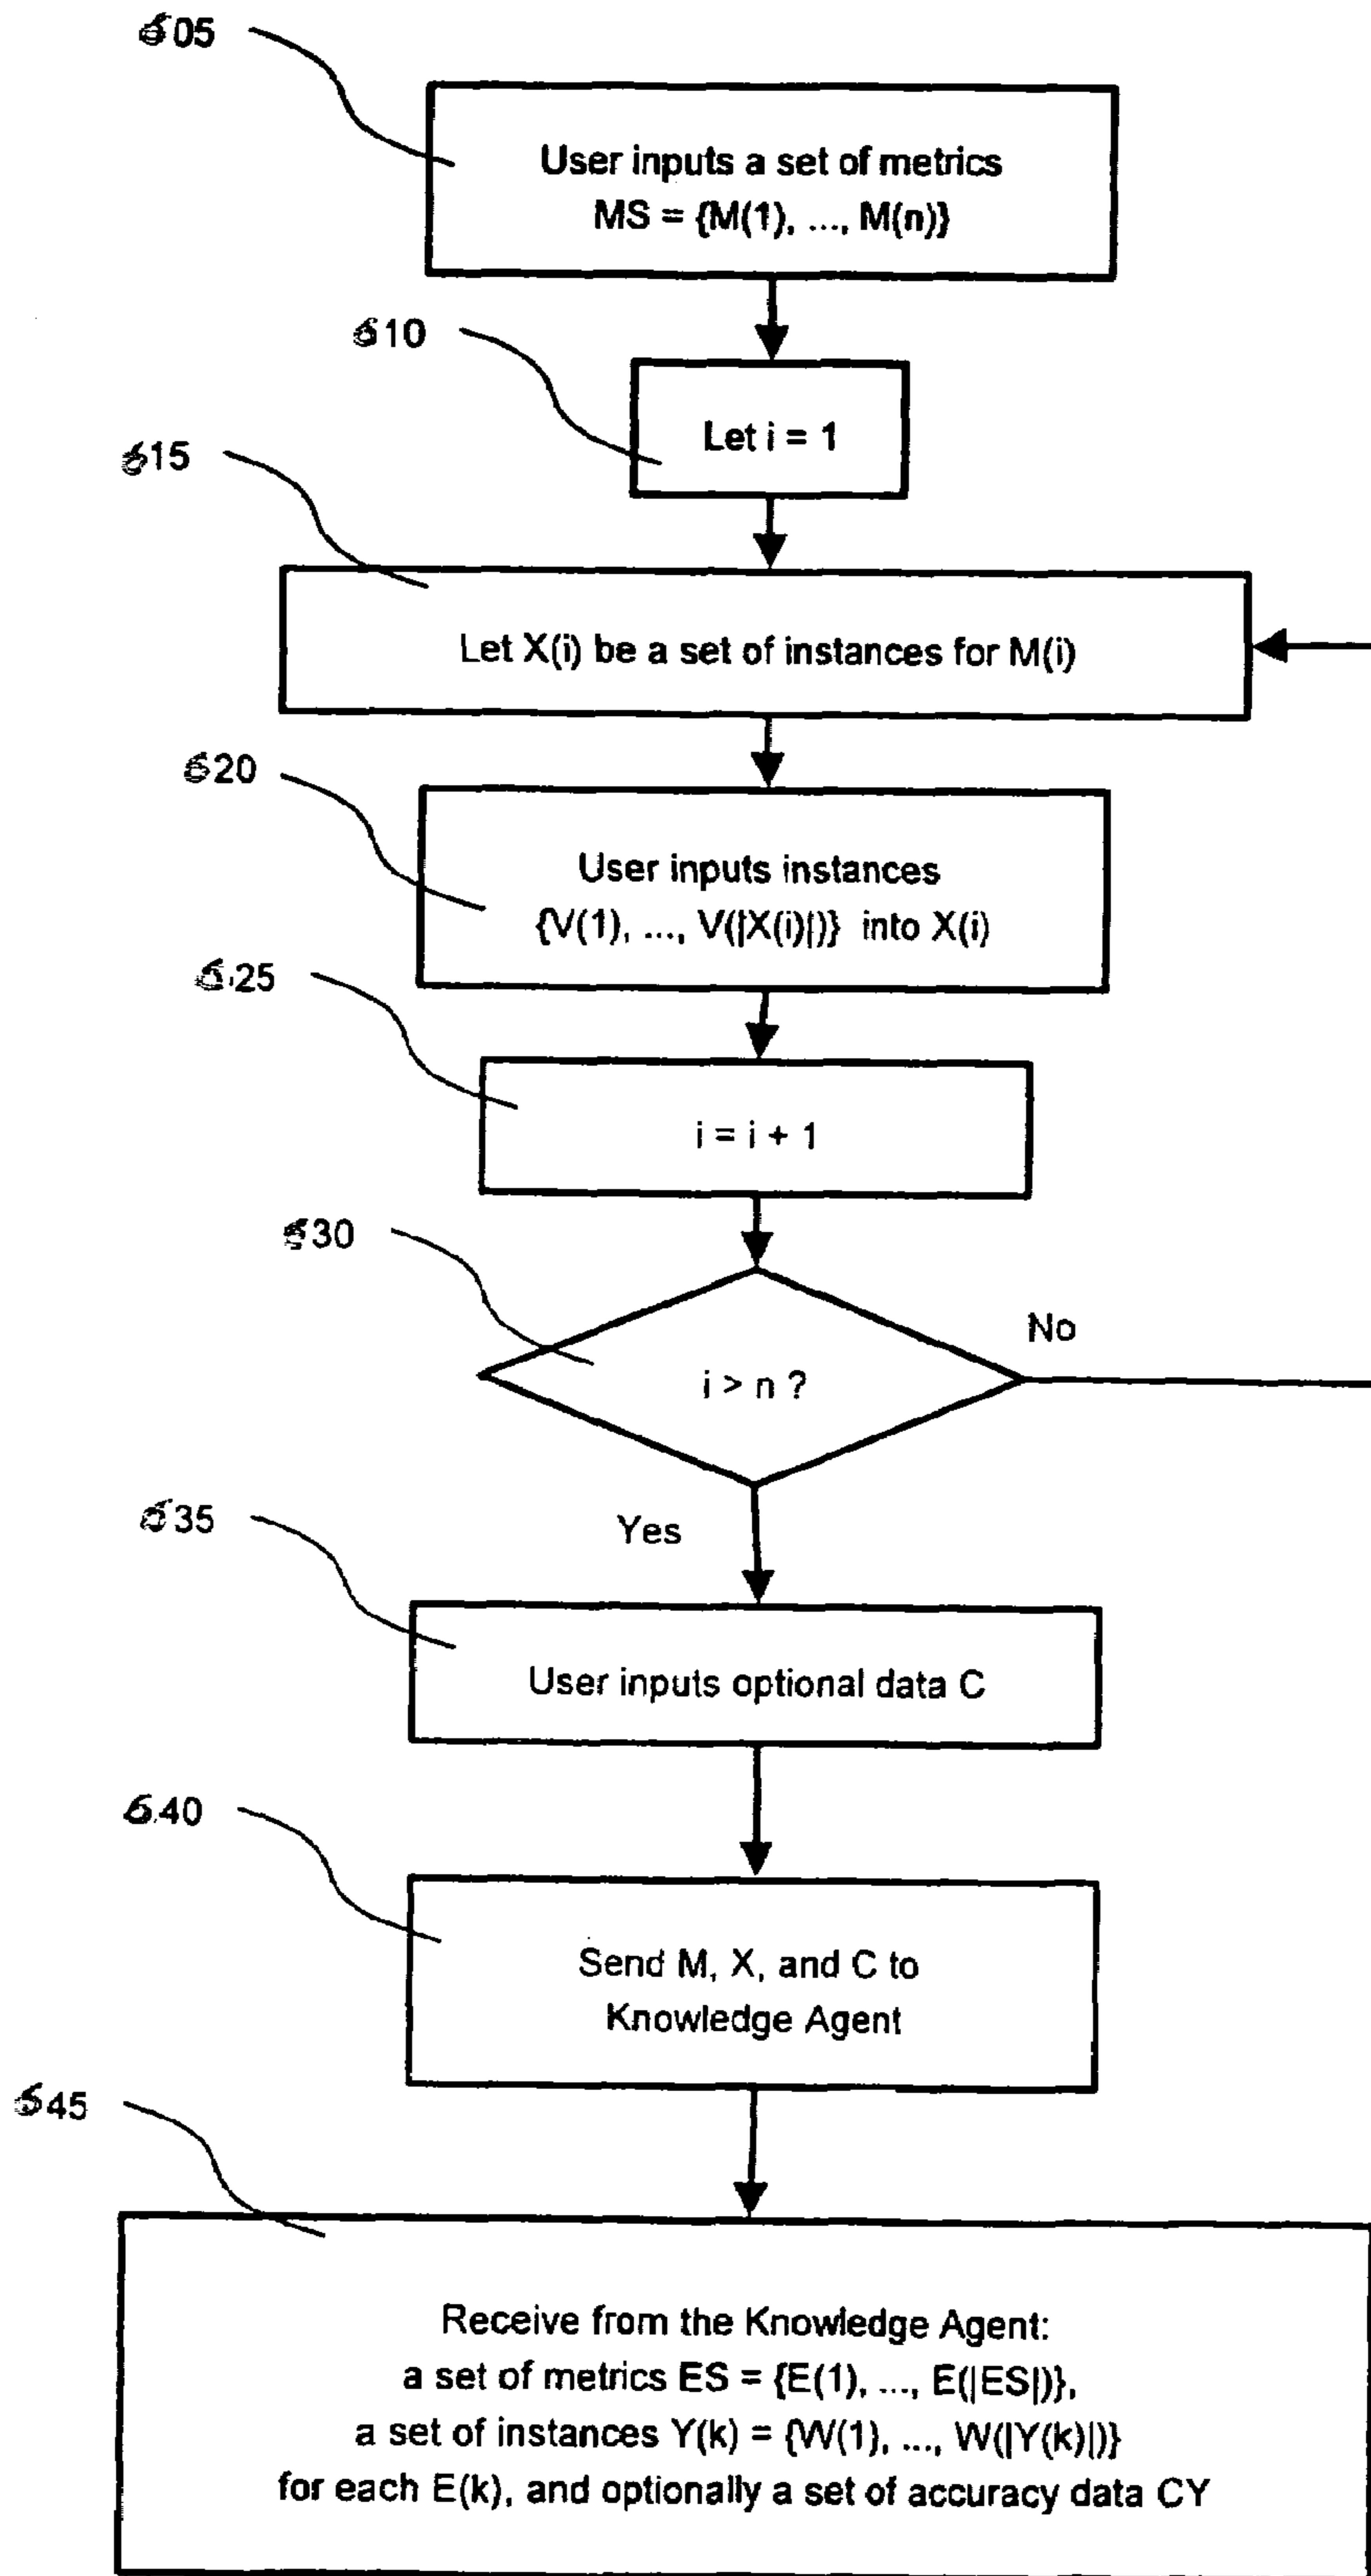 605
User inputs a set of metrics
MS = {M(1), ..., M(n)}
610
Let i = 1
615
Let X(i) be a set of instances for M(i)
620
User inputs instances
{V(1), ..., V(|X(i)|)} into X(i)
625
i = i + 1
630
No
i > n ?
635
Yes
User inputs optional data C
640
Send M, X, and C to
Knowledge Agent
645
Receive from the Knowledge Agent:
a set of metrics ES = {E(1), ..., E(|ES|)},
a set of instances Y(k) = {W(1), ..., W(|Y(k)|)}
for each E(k), and optionally a set of accuracy data CY